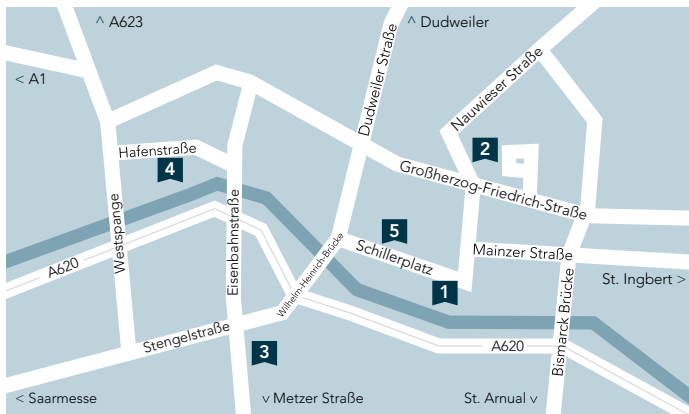 ^ A623
^ Dudweiler
< A1
Dudweiler Straße
Nauwieser Straße
Hafenstraße
2
4
Großherzog-Friedrich-Straße
Westspange
Eisenbahnstraße
5
Schillerplatz
Mainzer Straße
Wilhelm-Heinrich-Brücke
A620
St. Ingbert >
1
Bismarck Brücke
Stengelstraße
3
A620
< Saarmesse
v Metzer Straße
St. Arnual v